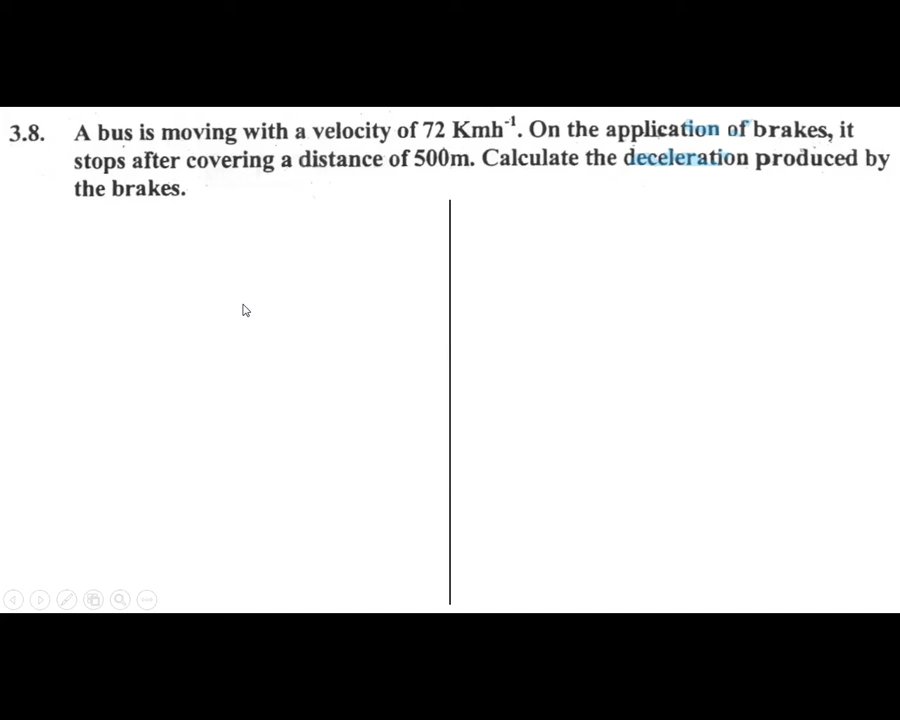 3.8. A bus is moving with a velocity of 72 Kmh⁻¹. On the application of brakes, it
stops after covering a distance of 500m. Calculate the deceleration produced by
the brakes.